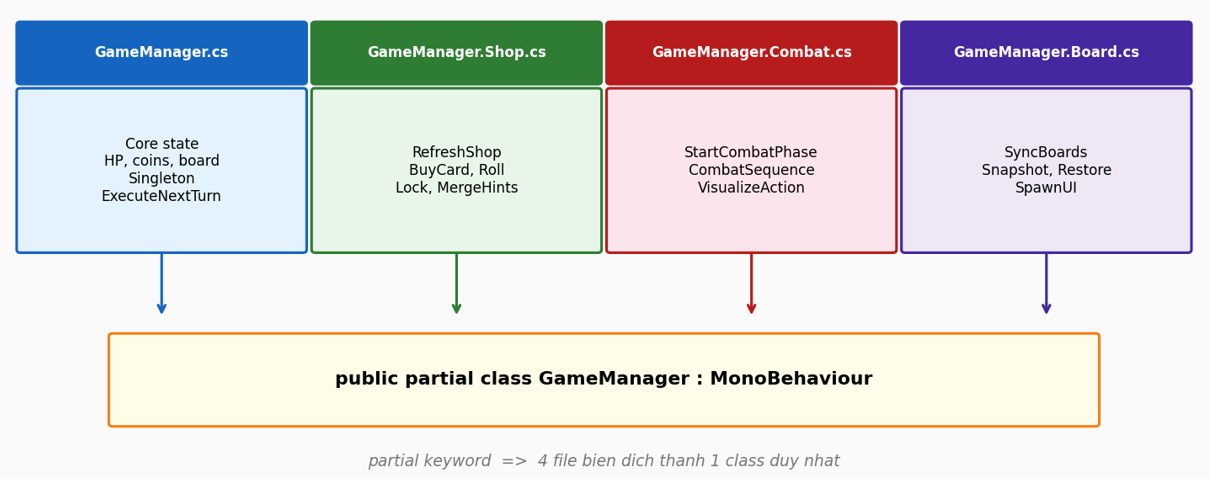 GameManager.cs
GameManager.Shop.cs
GameManager.Combat.cs
GameManager.Board.cs
Core state
HP, coins, board
Singleton
ExecuteNextTurn
RefreshShop
BuyCard, Roll
Lock, MergeHints
StartCombatPhase
CombatSequence
VisualizeAction
SyncBoards
Snapshot, Restore
SpawnUI
public partial class GameManager : MonoBehaviour
partial keyword => 4 file bien dich thanh 1 class duy nhat